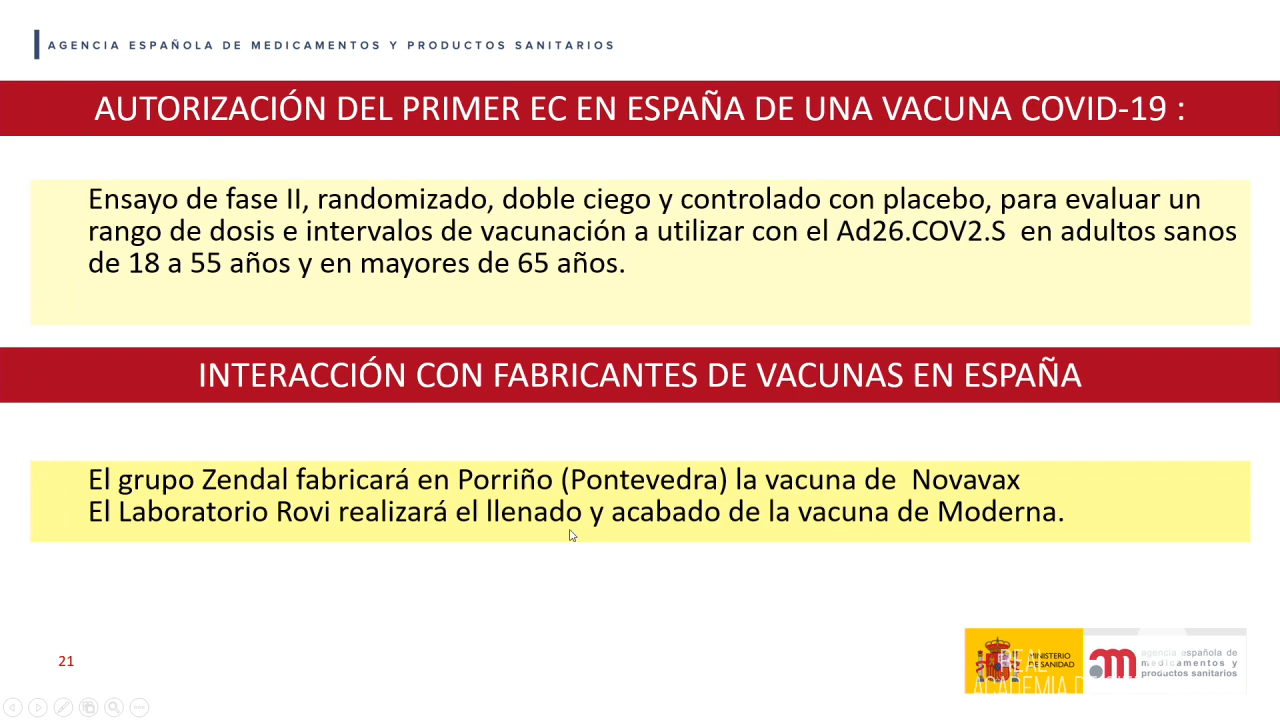 AGENCIA ESPAÑOLA DE MEDICAMENTOS Y PRODUCTOS SANITARIOS
AUTORIZACIÓN DEL PRIMER EC EN ESPAÑA DE UNA VACUNA COVID-19 :
Ensayo de fase II, randomizado, doble ciego y controlado con placebo, para evaluar un
rango de dosis e intervalos de vacunación a utilizar con el Ad26.COV2.S en adultos sanos
de 18 a 55 años y en mayores de 65 años.
INTERACCIÓN CON FABRICANTES DE VACUNAS EN ESPAÑA
El grupo Zendal fabricará en Porriño (Pontevedra) la vacuna de Novavax
El Laboratorio Rovi realizará el llenado y acabado de la vacuna de Moderna.
21
MINISTERIO
DE SANIDAD
agencia española de
medicamentos y
productos sanitarios
REAL
ACADEMIA